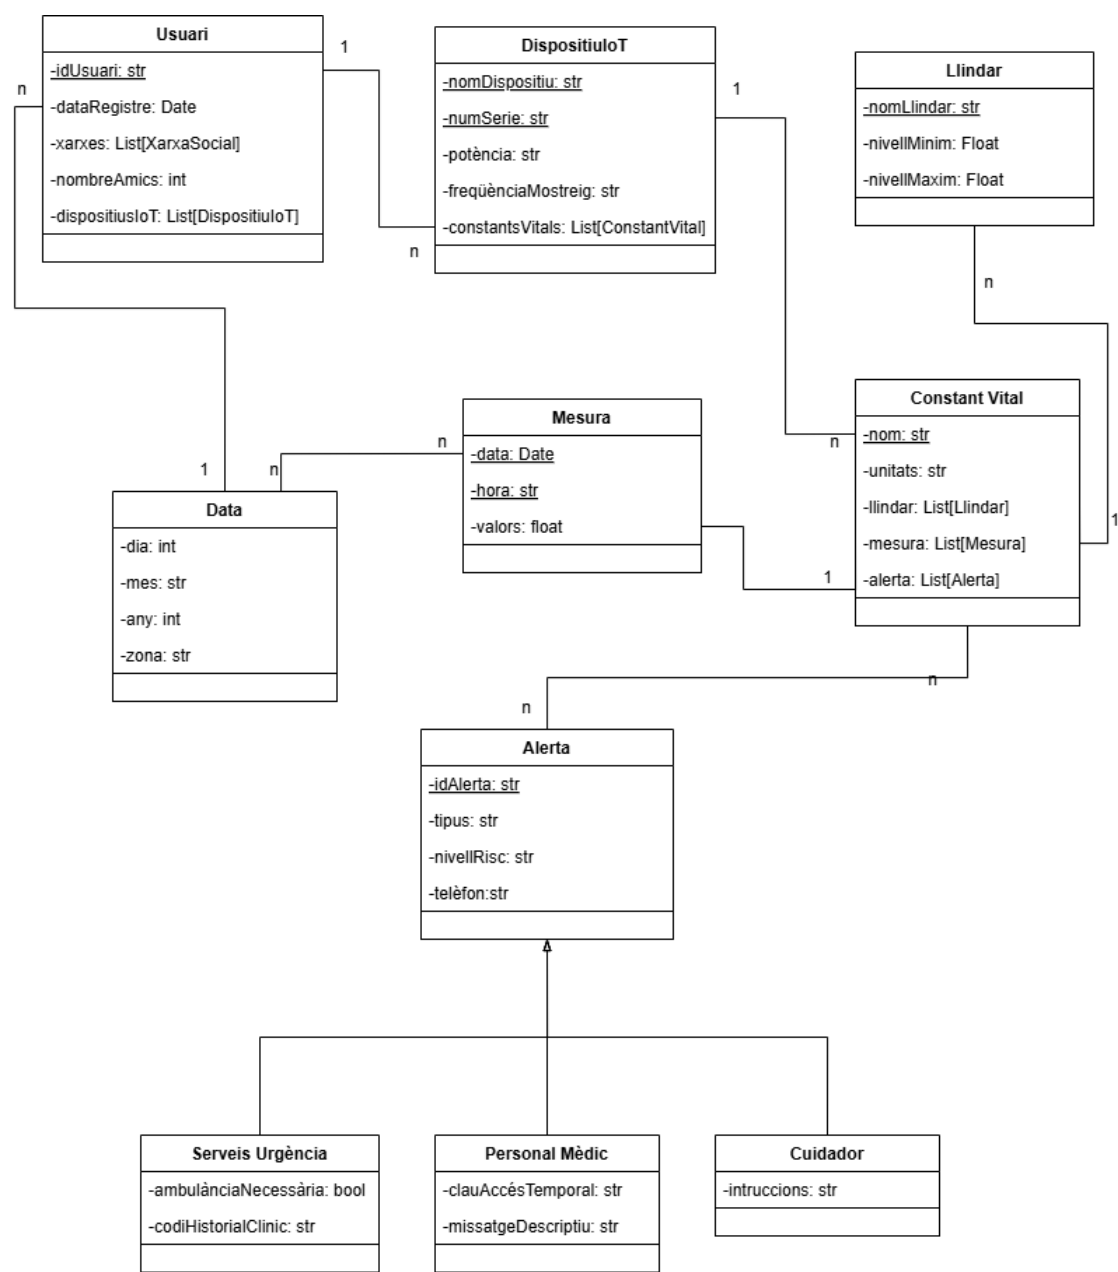 Usuari
-idUsuari: str
-dataRegistre: Date
-xarxes: List[XarxaSocial]
-nombreAmics: int
-dispositiusIoT: List[DispositiuIoT]
1
n
n
DispositiuIoT
-nomDispositiu: str
-numSerie: str
-potència: str
-freqüènciaMostreig: str
-constantsVitals: List[ConstantVital]
1
Llindar
-nomLlindar: str
-nivellMinim: Float
-nivellMaxim: Float
n
Mesura
-data: Date
-hora: str
-valors: float
n
n
1
Data
-dia: int
-mes: str
-any: int
-zona: str
Constant Vital
-nom: str
-unitats: str
-llindar: List[Llindar]
-mesura: List[Mesura]
-alerta: List[Alerta]
n
1
1
n
n
Alerta
-idAlerta: str
-tipus: str
-nivellRisc: str
-telèfon:str
Serveis Urgència
-ambulànciaNecessària: bool
-codiHistorialClinic: str
Personal Mèdic
-clauAccésTemporal: str
-missatgeDescriptiu: str
Cuidador
-intruccions: str